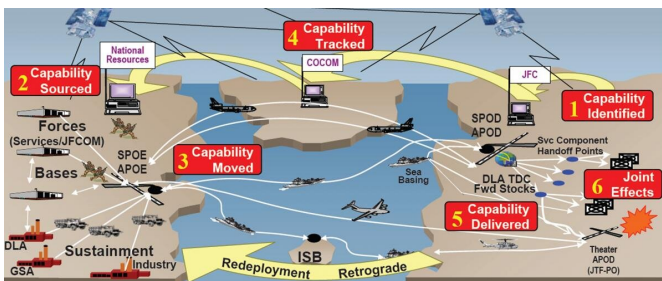 4 Capability
Tracked
National
Resources
COCOM
JFC
2 Capability
Sourced
1 Capability
Identified
Forces
(Services/JFCOM)
SPOE
APOE
3 Capability
Moved
SPOD
APOD
Svc Component
Handoff Points
Bases
Sea
Basing
DLA TDC
Fwd Stocks
6 Joint
Effects
5 Capability
Delivered
DLA
GSA
Sustainment
Industry
ISB
Theater
APOD
(JTF-PO)
Redeployment Retrograde